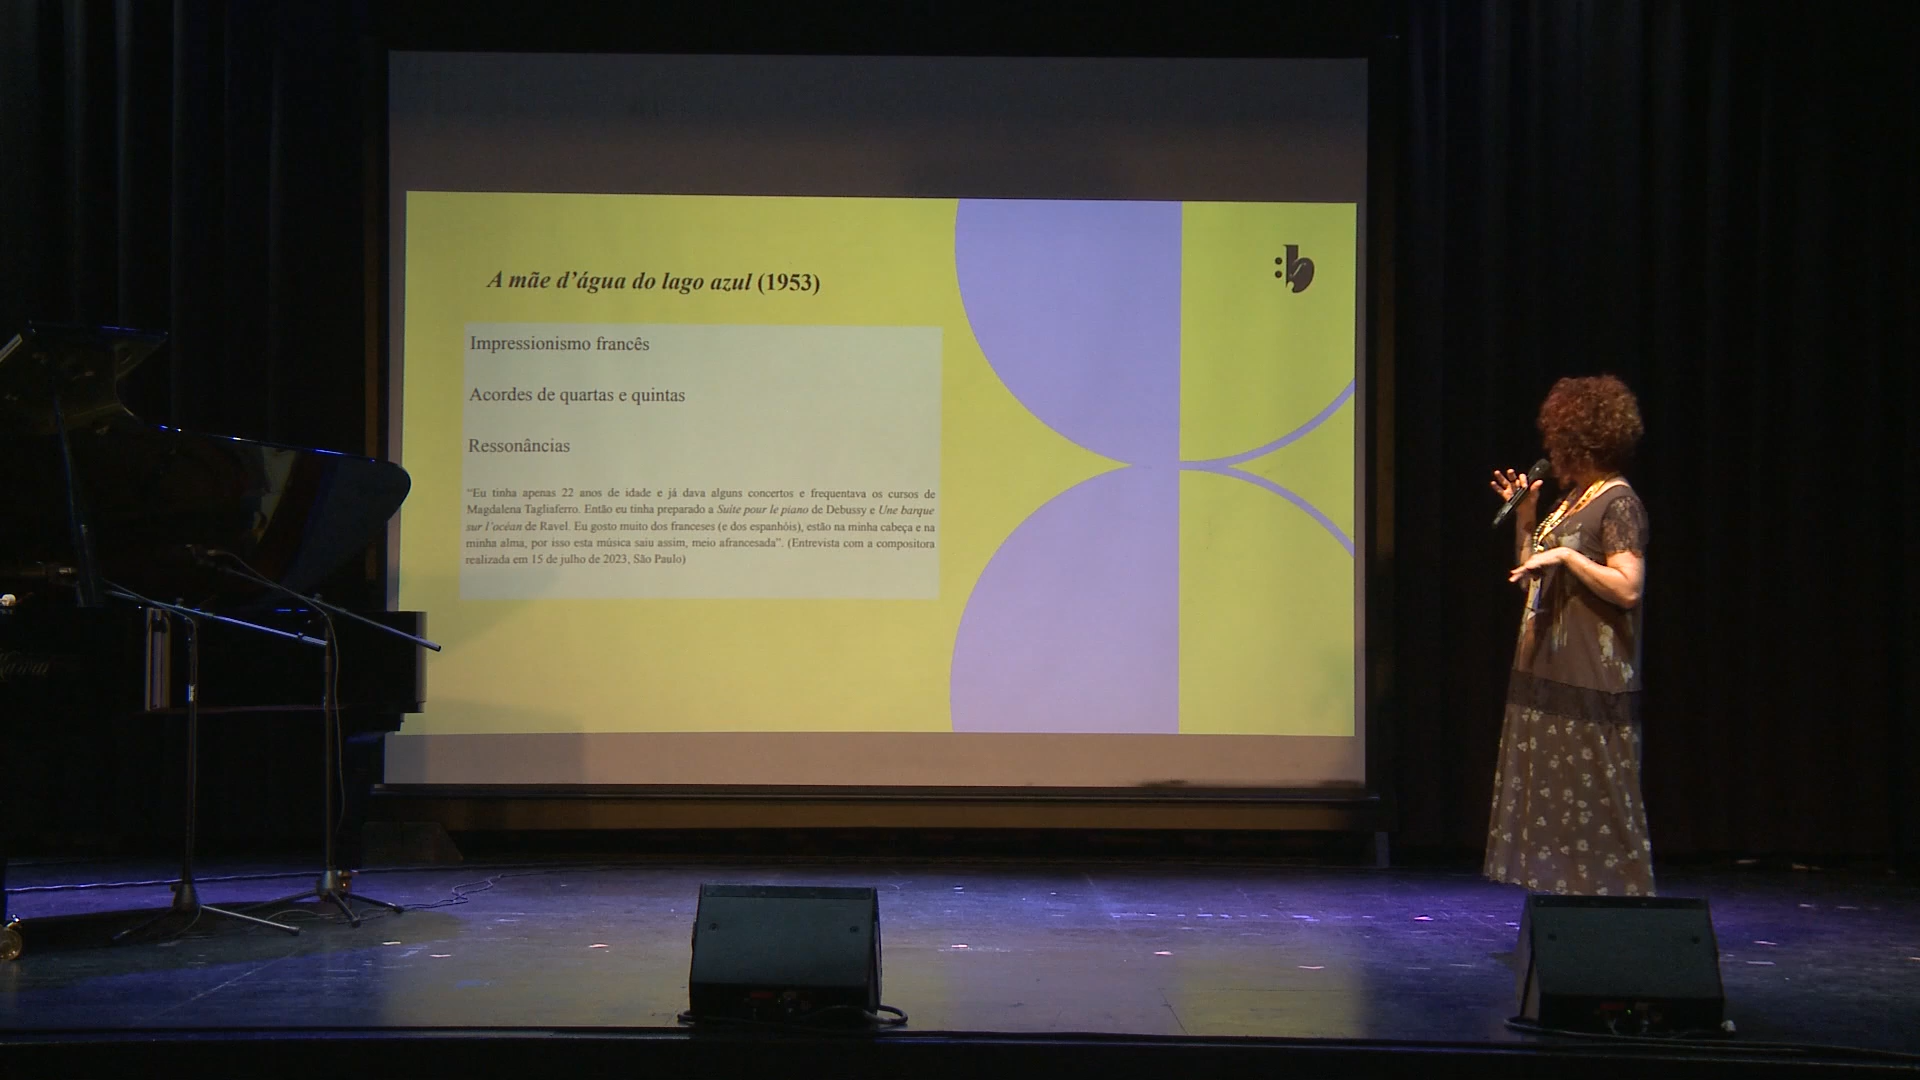 A mãe d’água do lago azul (1953)
Impressionismo francês
Acordes de quartas e quintas
Ressonâncias
“Eu tinha apenas 22 anos de idade e já dava alguns concertos e frequentava os cursos de
Magdalena Tagliaferro. Então eu tinha preparado a Suite pour le piano de Debussy e Une barque
sur l’océan de Ravel. Eu gosto muito dos franceses (e dos espanhóis), estão na minha cabeça e na
minha alma, por isso esta música saiu assim, meio afrancesada”. (Entrevista com a compositora
realizada em 15 de julho de 2023, São Paulo)